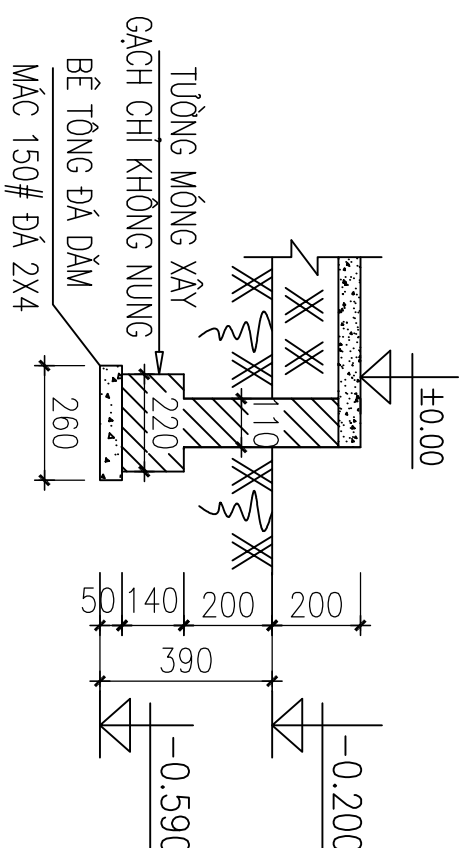 TƯỜNG MÓNG XÂY
GẠCH CHỈ KHÔNG NUNG
BÊ TÔNG ĐÁ DĂM
MÁC 150# ĐÁ 2X4
±0.00
110
220
260
50
140
200
200
390
-0.200
-0.590